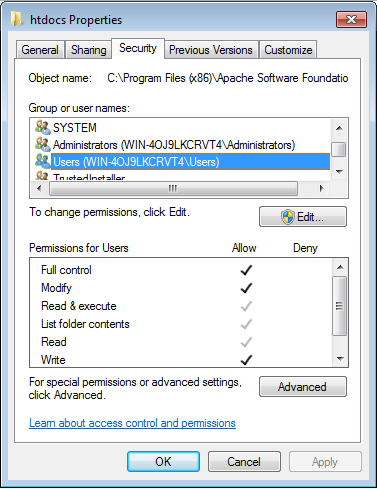 htdocs Properties
General Sharing Security Previous Versions Customize
Object name: C:\Program Files (x86)\Apache Software Foundatio
Group or user names:
SYSTEM
Administrators (WIN-4OJ9LKCRVT4\Administrators)
Users (WIN-4OJ9LKCRVT4\Users)
TrustedInstaller
To change permissions, click Edit.
Edit...
Permissions for Users Allow Deny
Full control
Modify
Read & execute
List folder contents
Read
Write
For special permissions or advanced settings,
click Advanced.
Advanced
Learn about access control and permissions
OK Cancel Apply